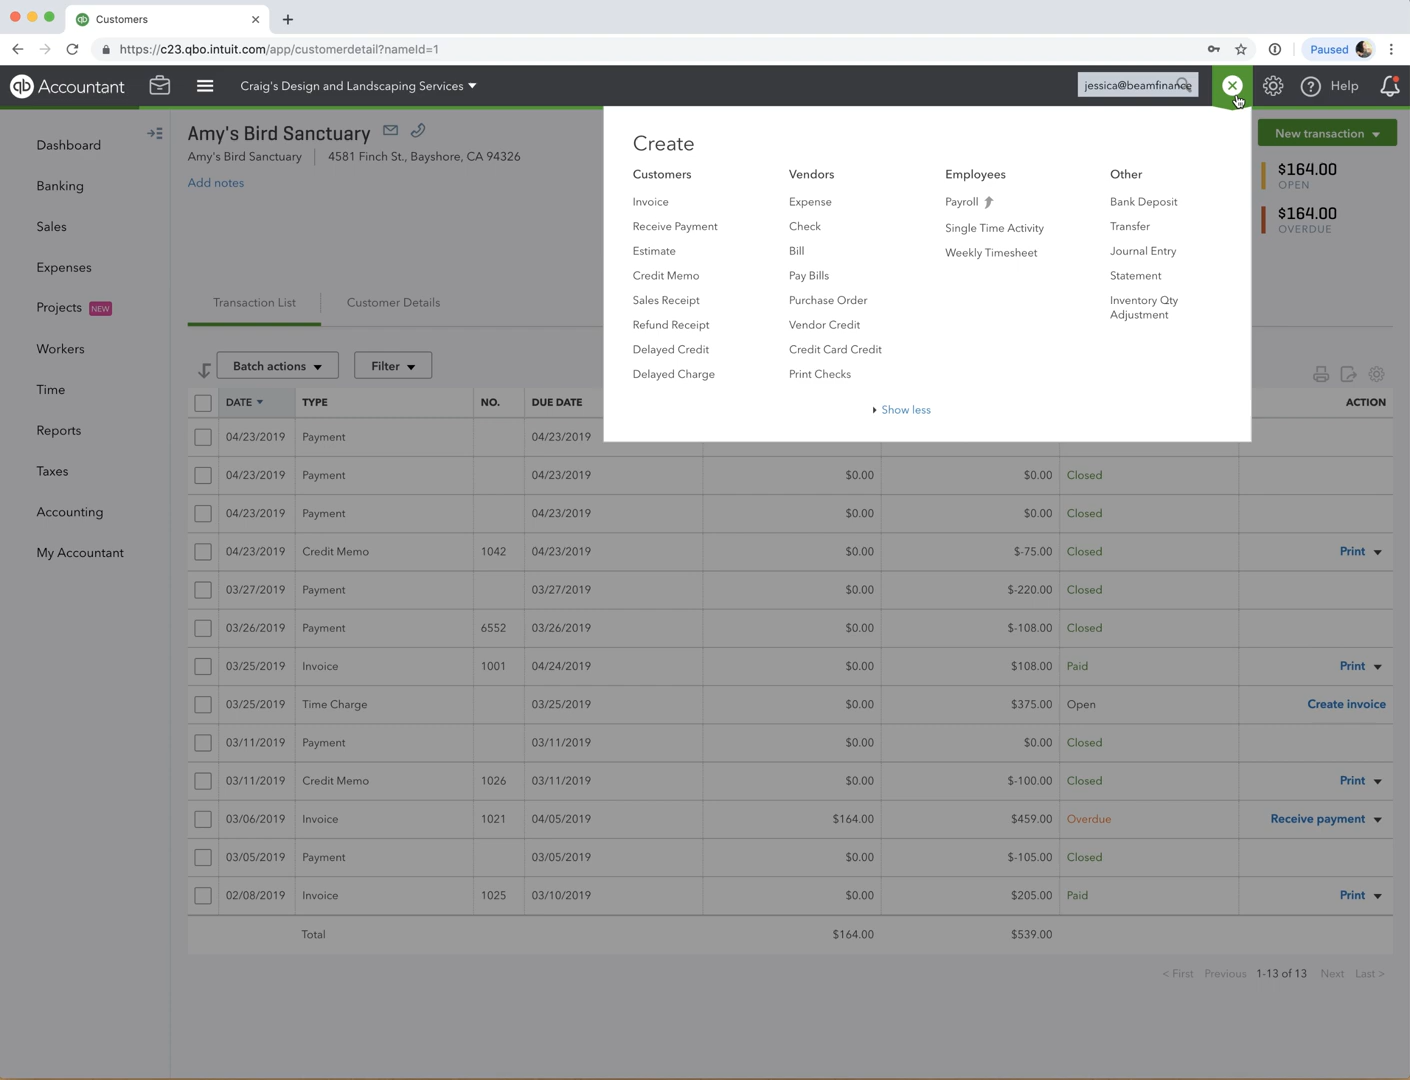 Customers
https://c23.qbo.intuit.com/app/customerdetail?nameId=1
Paused
qb Accountant
Craig's Design and Landscaping Services
jessica@beamfinance
Help
Dashboard
Banking
Sales
Expenses
Projects NEW
Workers
Time
Reports
Taxes
Accounting
My Accountant
Amy's Bird Sanctuary
Amy's Bird Sanctuary 4581 Finch St., Bayshore, CA 94326
Add notes
New transaction
$164.00
OPEN
$164.00
OVERDUE
Create
Customers
Invoice
Receive Payment
Estimate
Credit Memo
Sales Receipt
Refund Receipt
Delayed Credit
Delayed Charge
Vendors
Expense
Check
Bill
Pay Bills
Purchase Order
Vendor Credit
Credit Card Credit
Print Checks
Employees
Payroll
Single Time Activity
Weekly Timesheet
Other
Bank Deposit
Transfer
Journal Entry
Statement
Inventory Qty
Adjustment
Show less
Transaction List Customer Details
Batch actions Filter
DATE TYPE NO. DUE DATE ACTION
04/23/2019 Payment 04/23/2019
04/23/2019 Payment 04/23/2019 $0.00 $0.00 Closed
04/23/2019 Payment 04/23/2019 $0.00 $0.00 Closed
04/23/2019 Credit Memo 1042 04/23/2019 $0.00 $-75.00 Closed Print
03/27/2019 Payment 03/27/2019 $0.00 $-220.00 Closed
03/26/2019 Payment 6552 03/26/2019 $0.00 $-108.00 Closed
03/25/2019 Invoice 1001 04/24/2019 $0.00 $108.00 Paid Print
03/25/2019 Time Charge 03/25/2019 $0.00 $375.00 Open Create invoice
03/11/2019 Payment 03/11/2019 $0.00 $0.00 Closed
03/11/2019 Credit Memo 1026 03/11/2019 $0.00 $-100.00 Closed Print
03/06/2019 Invoice 1021 04/05/2019 $164.00 $459.00 Overdue Receive payment
03/05/2019 Payment 03/05/2019 $0.00 $-105.00 Closed
02/08/2019 Invoice 1025 03/10/2019 $0.00 $205.00 Paid Print
Total $164.00 $539.00
< First Previous 1-13 of 13 Next Last >